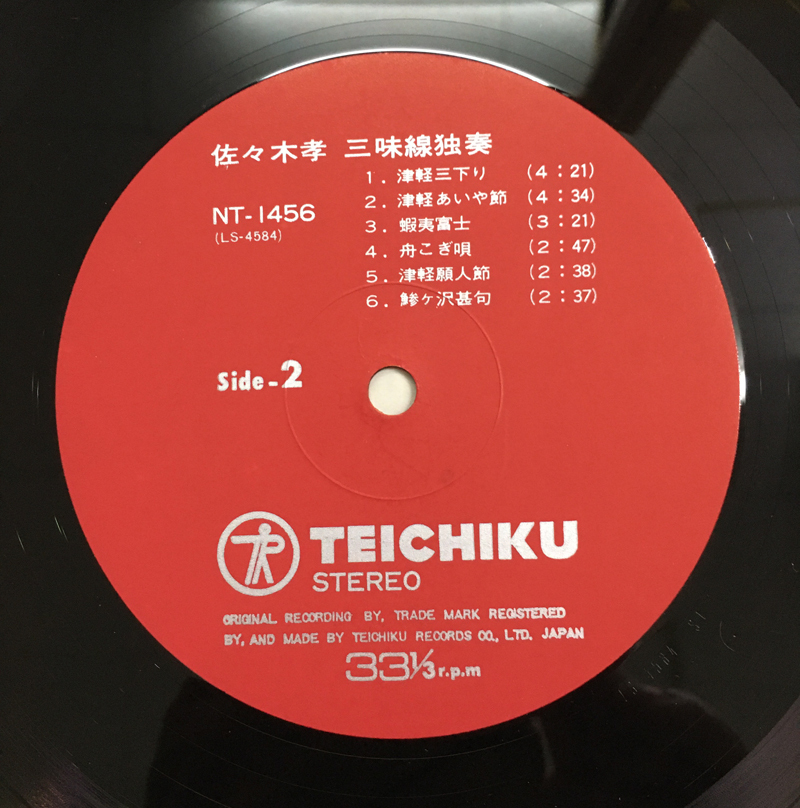 佐々木孝 三味線独奏
1. 津軽三下り (4：21)
2. 津軽あいや節 (4：34)
3. 蝦夷富士 (3：21)
4. 舟こぎ唄 (2：47)
5. 津軽願人節 (2：38)
6. 鰺ヶ沢甚句 (2：37)
NT-1456
(LS-4584)
Side-2
TEICHIKU
STEREO
ORIGINAL RECORDING BY, TRADE MARK REGISTERED
BY, AND MADE BY TEICHIKU RECORDS CO., LTD. JAPAN
33⅓ r.p.m